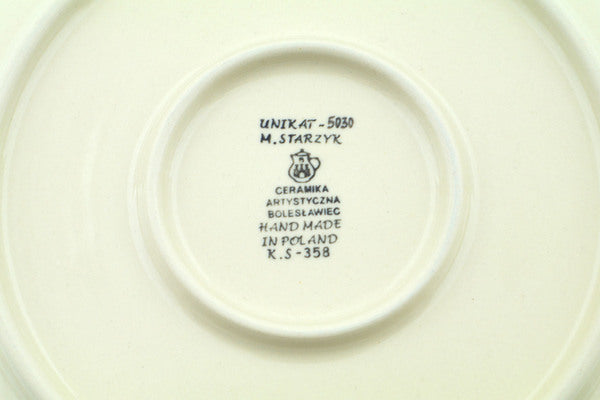 UNIKAT - 5030
M. STARZYK
CERAMIKA
ARTYSTYCZNA
BOLESŁAWIEC
HAND MADE
IN POLAND
K.S - 358